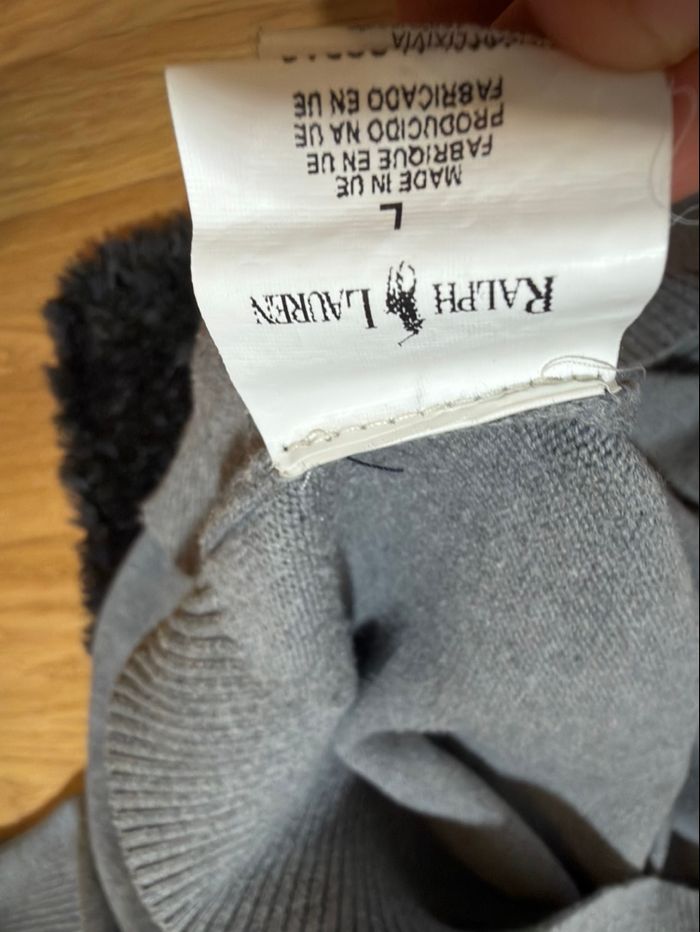 RALPH LAUREN
L
MADE IN UE
FABRIQUE EN UE
PRODUCIDO NA UE
FABRICADO EN UE